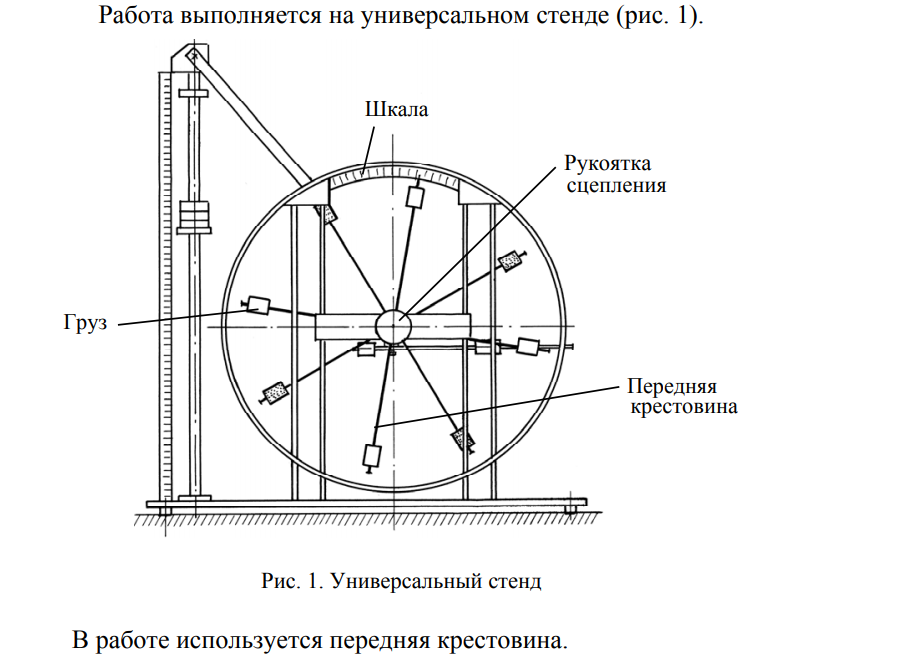 Работа выполняется на универсальном стенде (рис. 1).
Шкала
Рукоятка
сцепления
Груз
Передняя
крестовина
Рис. 1. Универсальный стенд
В работе используется передняя крестовина.